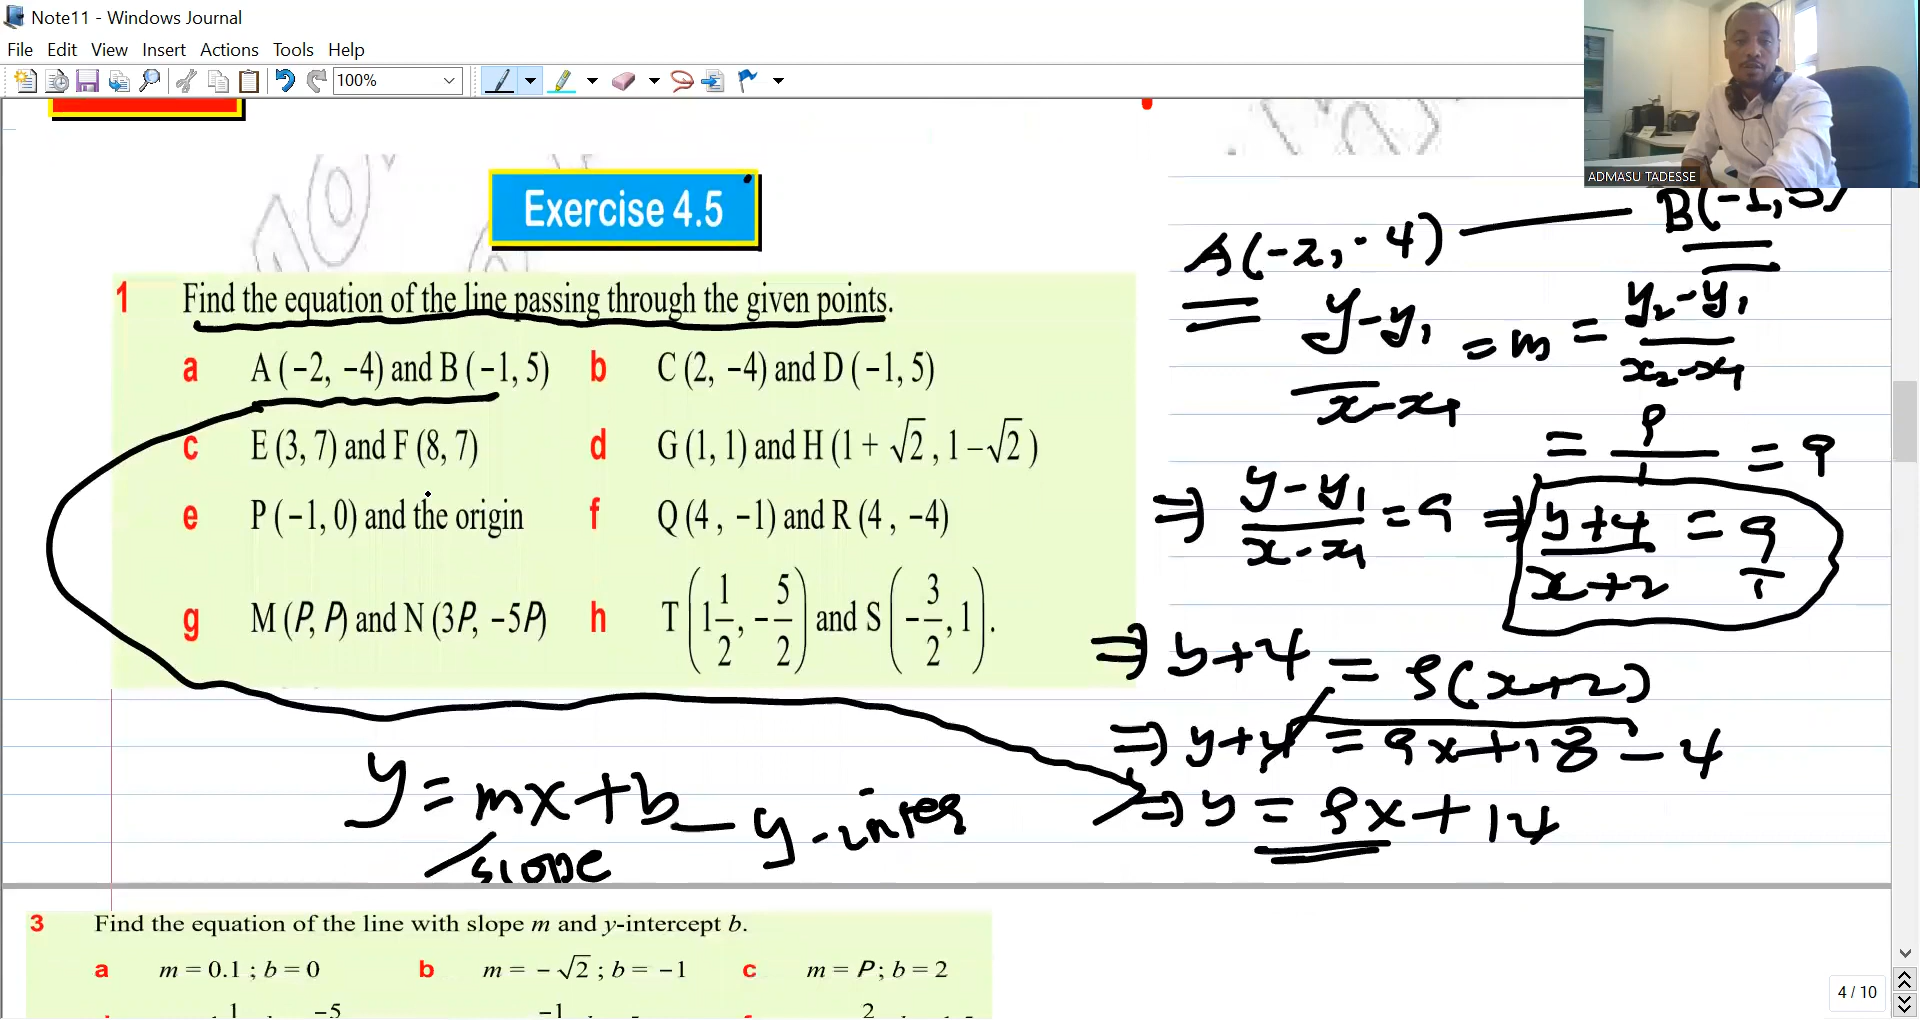 Note11 - Windows Journal
File Edit View Insert Actions Tools Help
100%
ADMASU TADESSE
Exercise 4.5
1 Find the equation of the line passing through the given points.
a A (−2, −4) and B (−1, 5) b C (2, −4) and D (−1, 5)
c E (3, 7) and F (8, 7) d G (1, 1) and H (1 + √2 , 1 – √2 )
e P (−1, 0) and the origin f Q (4 , −1) and R (4 , −4)
g M (P, P) and N (3P, −5P) h T (1 1/2, −5/2) and S (−3/2, 1).
A(-2, -4) B(-1, 5)
y-y₁/x-x₁ = m = y₂-y₁/x₂-x₁
= 9/1 = 9
⇒ y-y₁/x-x₁ = 9 ⇒ y+4/x+2 = 9/1
⇒ y+4 = 9(x+2)
⇒ y+4 = 9x+18 - 4
⇒ y = 9x + 14
y = mx+b y-inter
slope
3 Find the equation of the line with slope m and y-intercept b.
a m = 0.1 ; b = 0 b m = − √2 ; b = −1 c m = P; b = 2
4 / 10